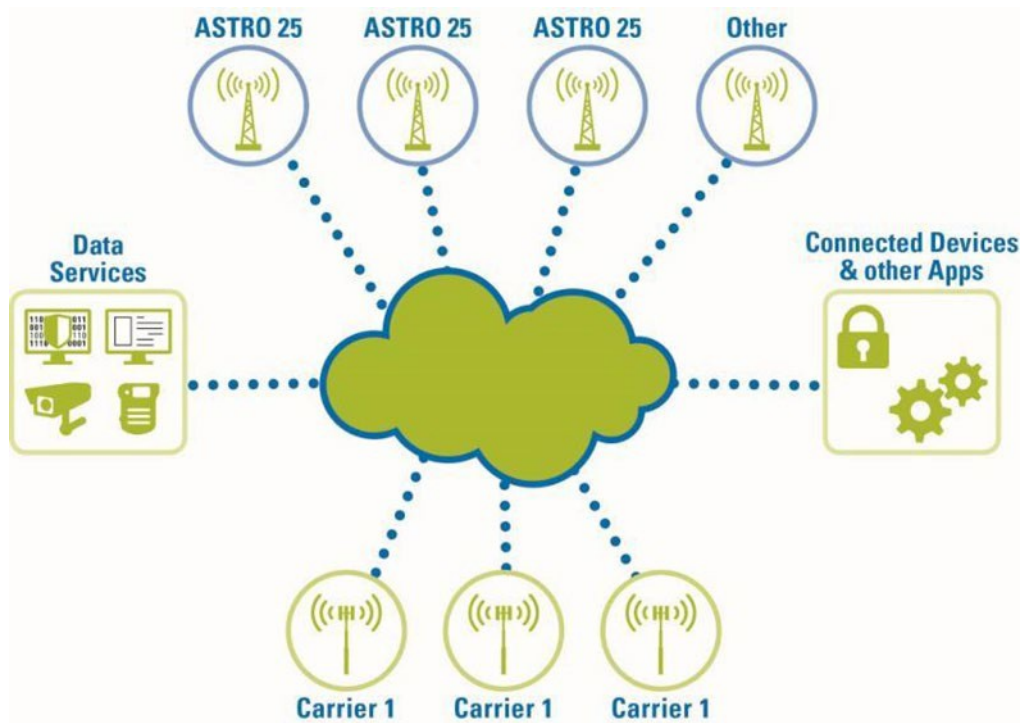 ASTRO 25
ASTRO 25
ASTRO 25
Other
Data
Services
Connected Devices
& other Apps
Carrier 1
Carrier 1
Carrier 1